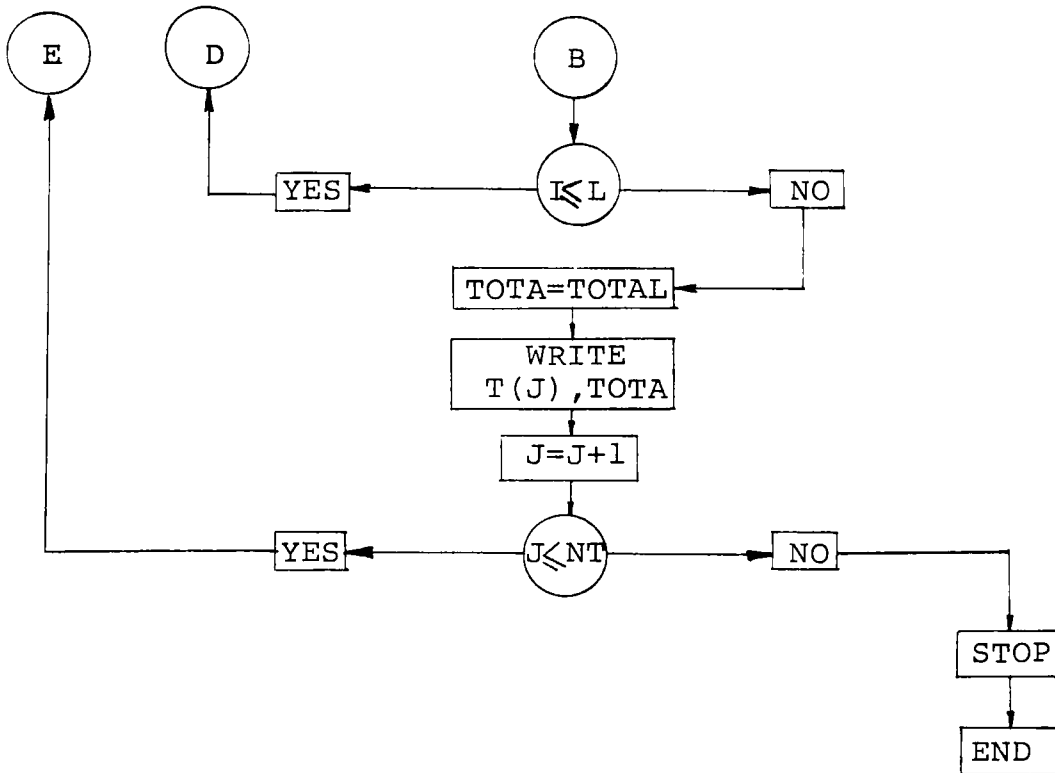 E D B
YES I≤L NO
TOTA=TOTAL
WRITE
T(J),TOTA
J=J+1
YES J≤NT NO
STOP
END